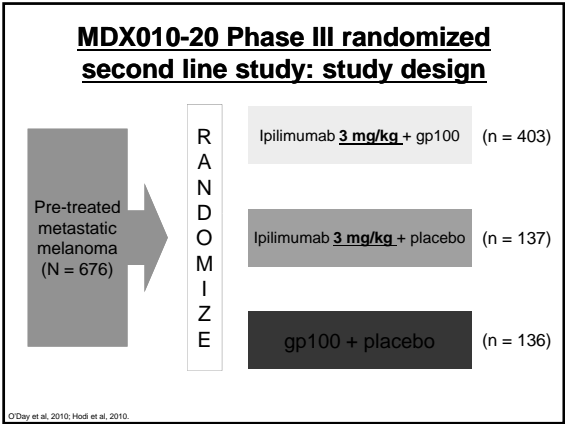 MDX010-20 Phase III randomized
second line study: study design
Pre-treated
metastatic
melanoma
(N = 676)
R
A
N
D
O
M
I
Z
E
Ipilimumab 3 mg/kg + gp100 (n = 403)
Ipilimumab 3 mg/kg + placebo (n = 137)
gp100 + placebo (n = 136)
O'Day et al, 2010; Hodi et al, 2010.